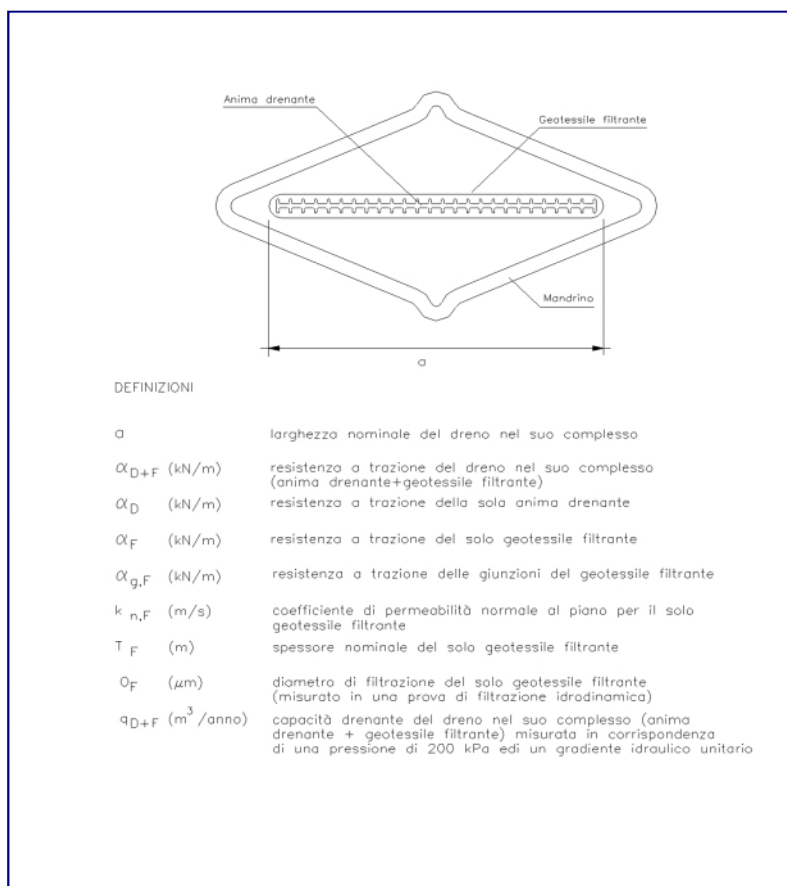 Anima drenante
Geotessile filtrante
Mandrino
a
DEFINIZIONI
a larghezza nominale del dreno nel suo complesso
α D+F (kN/m) resistenza a trazione del dreno nel suo complesso
(anima drenante+geotessile filtrante)
α D (kN/m) resistenza a trazione della sola anima drenante
α F (kN/m) resistenza a trazione del solo geotessile filtrante
α g,F (kN/m) resistenza a trazione delle giunzioni del geotessile filtrante
k n,F (m/s) coefficiente di permeabilità normale al piano per il solo
geotessile filtrante
T F (m) spessore nominale del solo geotessile filtrante
O F (μm) diametro di filtrazione del solo geotessile filtrante
(misurato in una prova di filtrazione idrodinamica)
q D+F (m³/anno) capacità drenante del dreno nel suo complesso (anima
drenante + geotessile filtrante) misurata in corrispondenza
di una pressione di 200 kPa edi un gradiente idraulico unitario